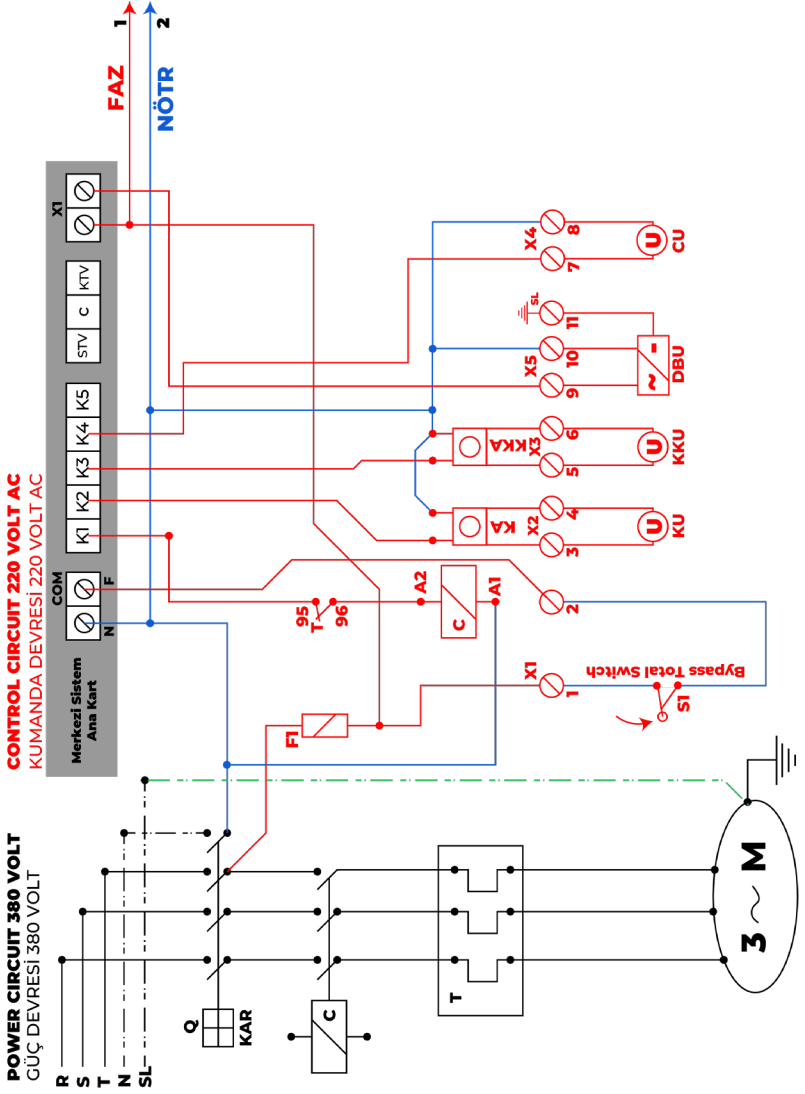 POWER CIRCUIT 380 VOLT
GÜÇ DEVRESİ 380 VOLT
R
S
T
N
SL
Q
KAR
C
T
3 ~ M
CONTROL CIRCUIT 220 VOLT AC
KUMANDA DEVRESİ 220 VOLT AC
Merkezi Sistem
Ana Kart
COM
N
F
K1
K2
K3
K4
K5
STV
C
KTV
X1
FAZ
1
NÖTR
2
F1
95
T
96
A2
C
A1
X1
1
2
S1
Bypass Total Switch
KA
X2
3
4
U
KU
KKA
X3
5
6
U
KKU
X5
9
10
11
SL
~
-
DBU
X4
7
8
U
CU